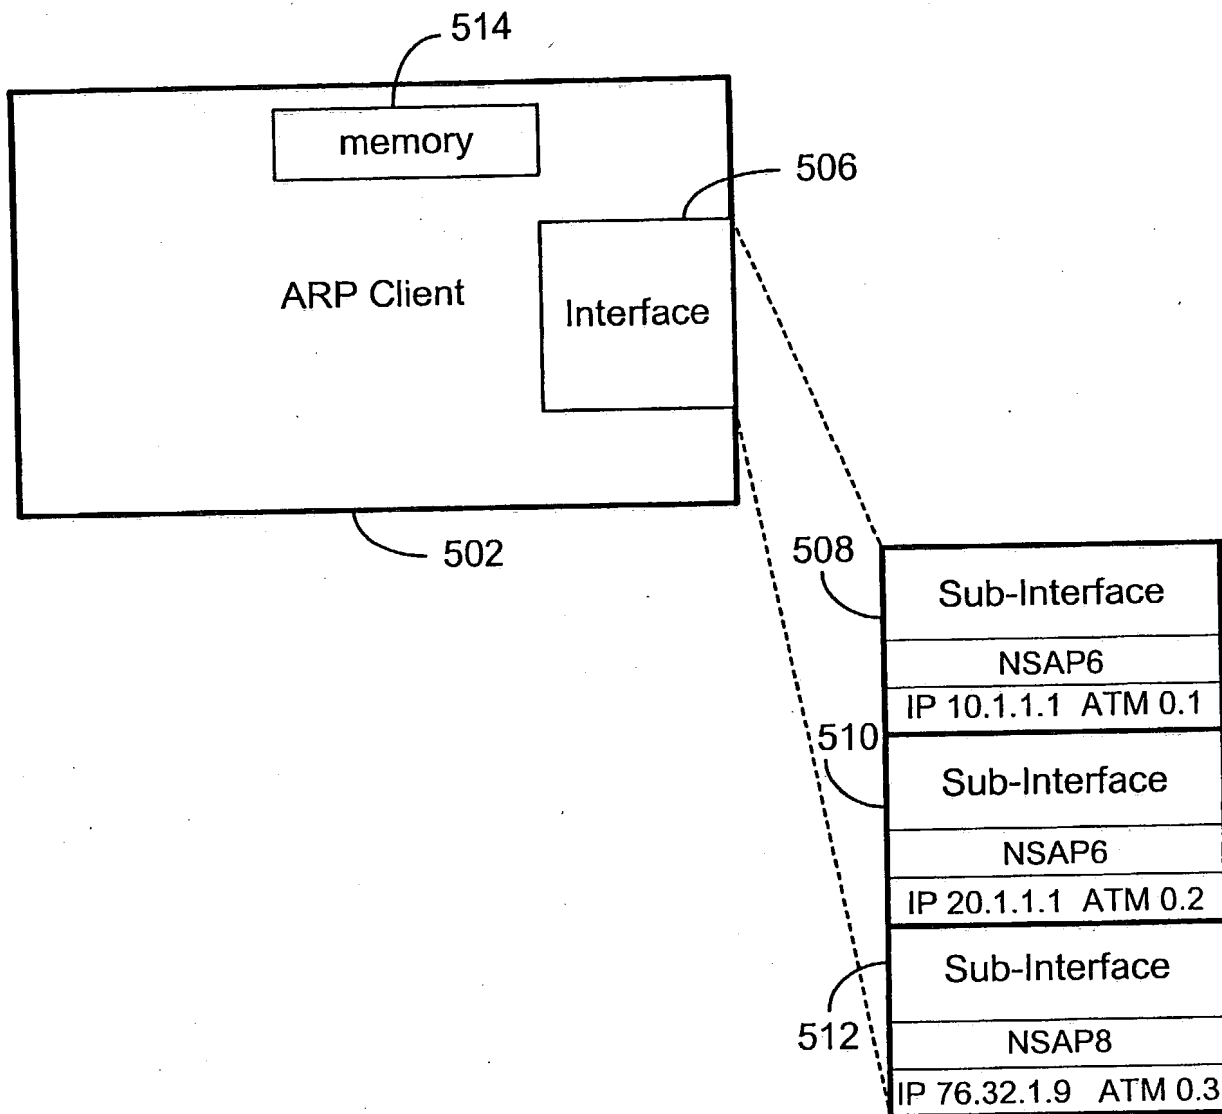 514
memory
506
ARP Client
Interface
502
508
Sub-Interface
NSAP6
IP 10.1.1.1 ATM 0.1
510
Sub-Interface
NSAP6
IP 20.1.1.1 ATM 0.2
Sub-Interface
512
NSAP8
IP 76.32.1.9 ATM 0.3